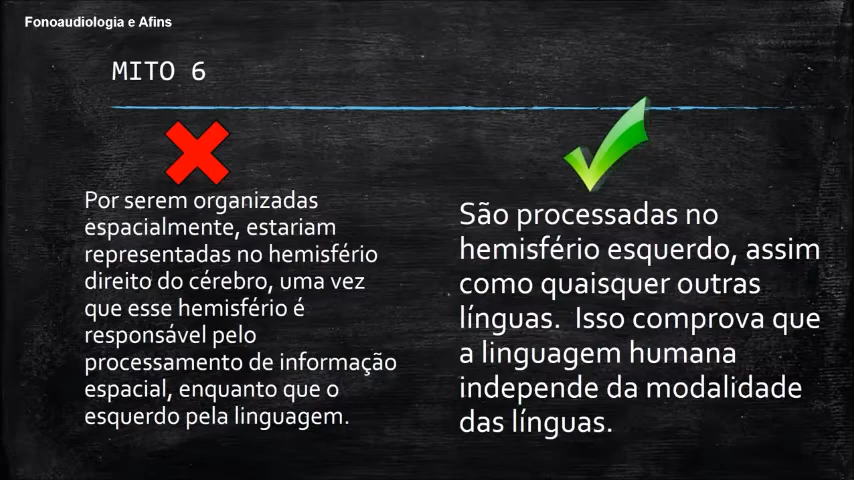 Fonoaudiologia e Afins
MITO 6
Por serem organizadas
espacialmente, estariam
representadas no hemisfério
direito do cérebro, uma vez
que esse hemisfério é
responsável pelo
processamento de informação
espacial, enquanto que o
esquerdo pela linguagem.
São processadas no
hemisfério esquerdo, assim
como quaisquer outras
línguas.  Isso comprova que
a linguagem humana
independe da modalidade
das línguas.